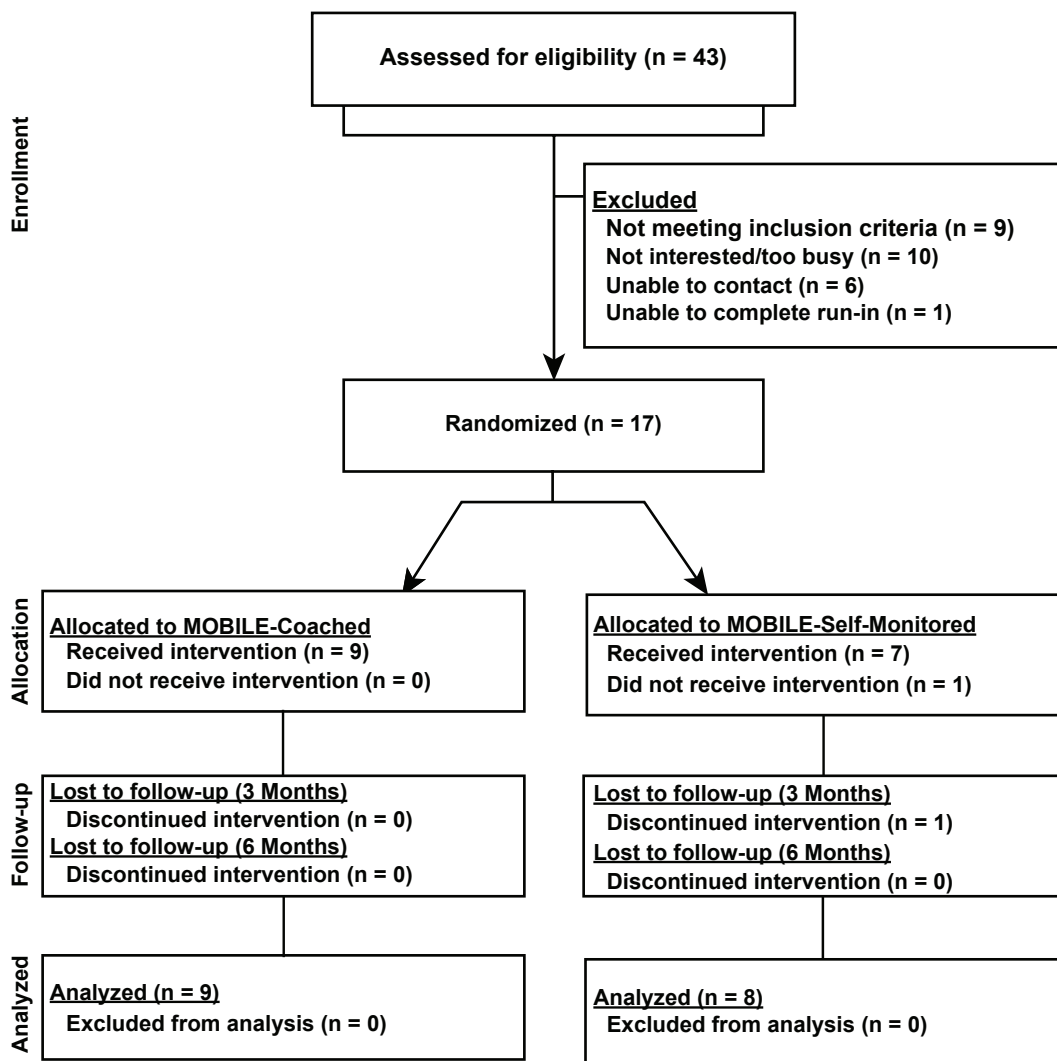 Enrollment
Assessed for eligibility (n = 43)
Excluded
Not meeting inclusion criteria (n = 9)
Not interested/too busy (n = 10)
Unable to contact (n = 6)
Unable to complete run-in (n = 1)
Randomized (n = 17)
Allocation
Allocated to MOBILE-Coached
Received intervention (n = 9)
Did not receive intervention (n = 0)
Allocated to MOBILE-Self-Monitored
Received intervention (n = 7)
Did not receive intervention (n = 1)
Follow-up
Lost to follow-up (3 Months)
Discontinued intervention (n = 0)
Lost to follow-up (6 Months)
Discontinued intervention (n = 0)
Lost to follow-up (3 Months)
Discontinued intervention (n = 1)
Lost to follow-up (6 Months)
Discontinued intervention (n = 0)
Analyzed
Analyzed (n = 9)
Excluded from analysis (n = 0)
Analyzed (n = 8)
Excluded from analysis (n = 0)